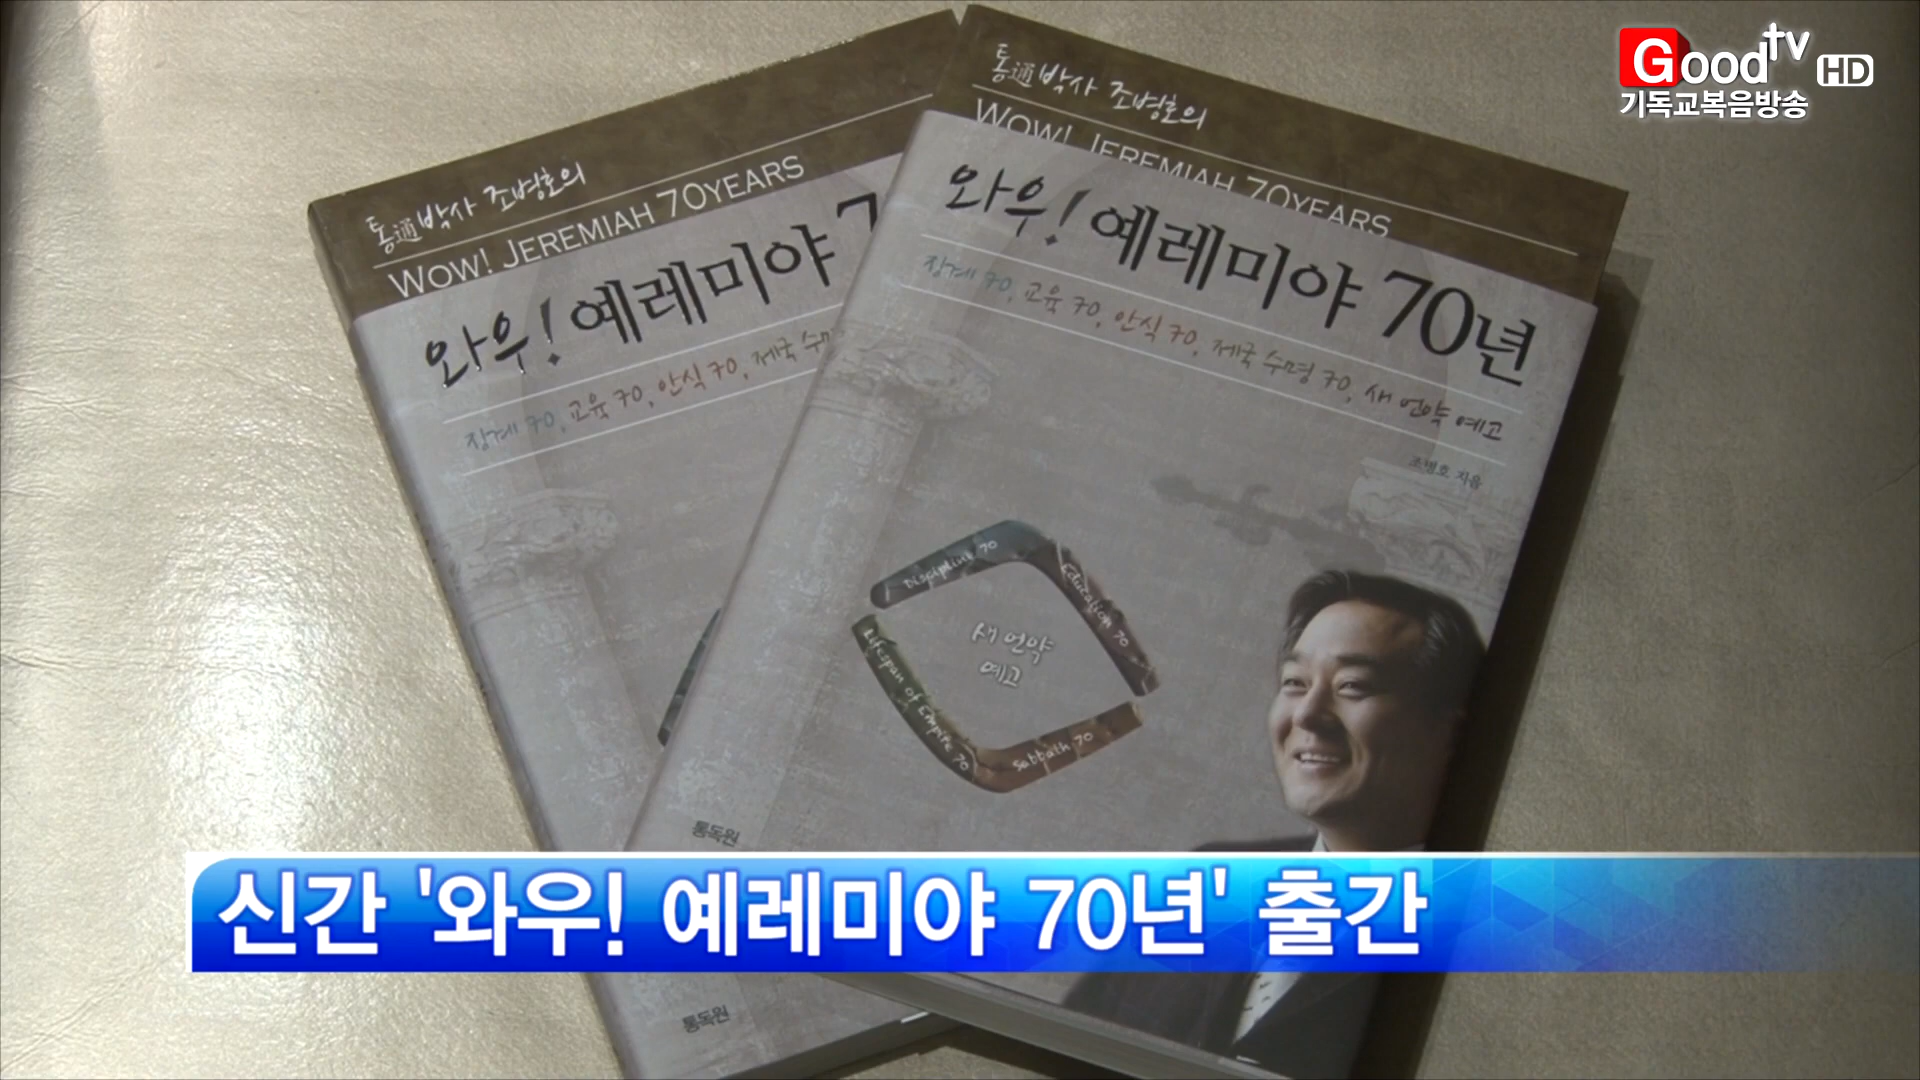 Good tv HD
기독교복음방송
통通박사 조병호의
WOW! JEREMIAH 70YEARS
와우! 예레미야 7
징계 70, 교육 70, 안식 70, 제국 수명
통독원
통通박사 조병호의
WOW! JEREMIAH 70YEARS
와우! 예레미야 70년
징계 70, 교육 70, 안식 70, 제국 수명 70, 새 언약 예고
조병호 지음
Discipline 70
Education 70
새 언약
예고
Lifespan of Empire 70
Sabbath 70
통독원
신간 '와우! 예레미야 70년' 출간